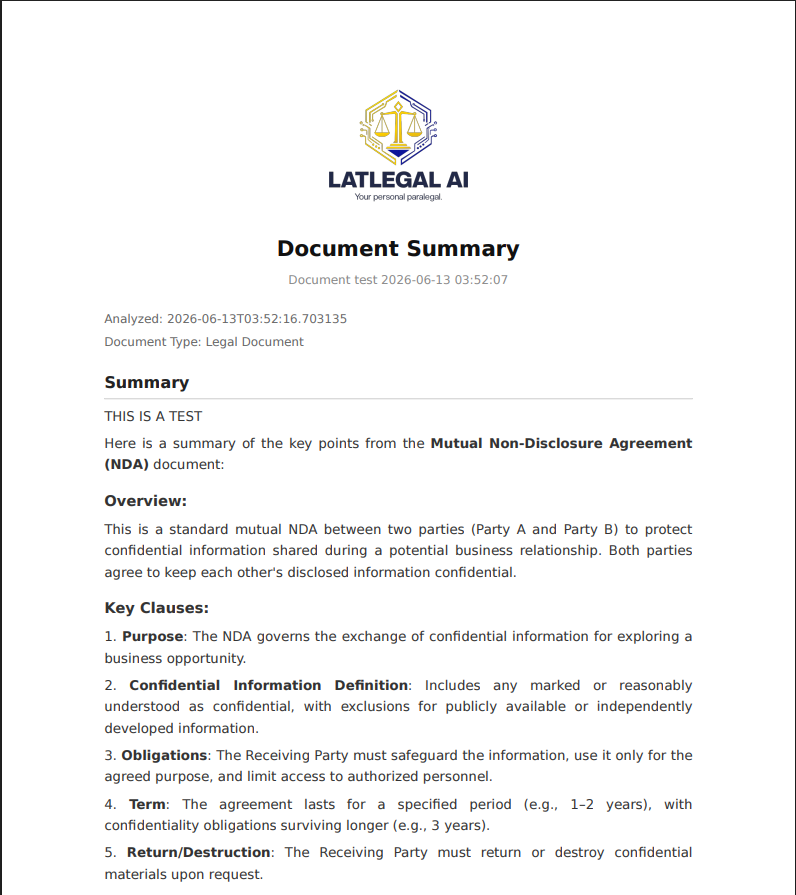 LATLEGAL AI
Your personal paralegal.
Document Summary
Document test 2026-06-13 03:52:07
Analyzed: 2026-06-13T03:52:16.703135
Document Type: Legal Document
Summary
THIS IS A TEST
Here is a summary of the key points from the Mutual Non-Disclosure Agreement
(NDA) document:
Overview:
This is a standard mutual NDA between two parties (Party A and Party B) to protect
confidential information shared during a potential business relationship. Both parties
agree to keep each other's disclosed information confidential.
Key Clauses:
1. Purpose: The NDA governs the exchange of confidential information for exploring a
business opportunity.
2. Confidential Information Definition: Includes any marked or reasonably
understood as confidential, with exclusions for publicly available or independently
developed information.
3. Obligations: The Receiving Party must safeguard the information, use it only for the
agreed purpose, and limit access to authorized personnel.
4. Term: The agreement lasts for a specified period (e.g., 1–2 years), with
confidentiality obligations surviving longer (e.g., 3 years).
5. Return/Destruction: The Receiving Party must return or destroy confidential
materials upon request.